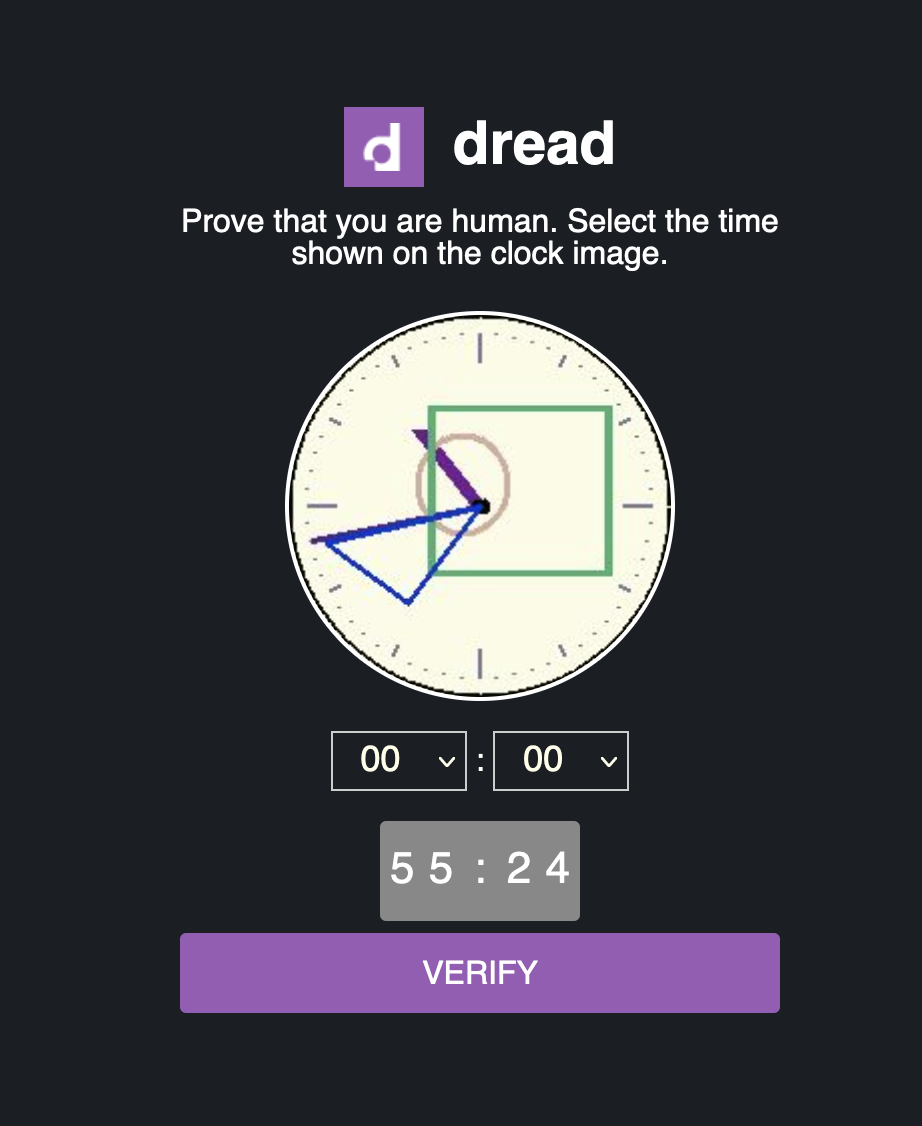 d dread
Prove that you are human. Select the time
shown on the clock image.
00 : 00
55:24
VERIFY